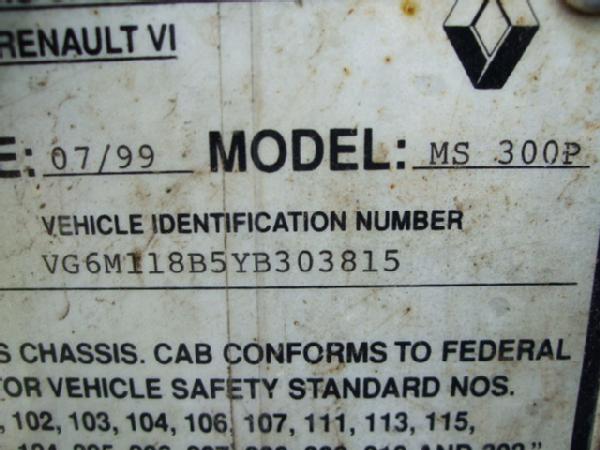 RENAULT VI
E: 07/99 MODEL: MS 300P
VEHICLE IDENTIFICATION NUMBER
VG6M118B5YB303815
S CHASSIS. CAB CONFORMS TO FEDERAL
TOR VEHICLE SAFETY STANDARD NOS.
, 102, 103, 104, 106, 107, 111, 113, 115,